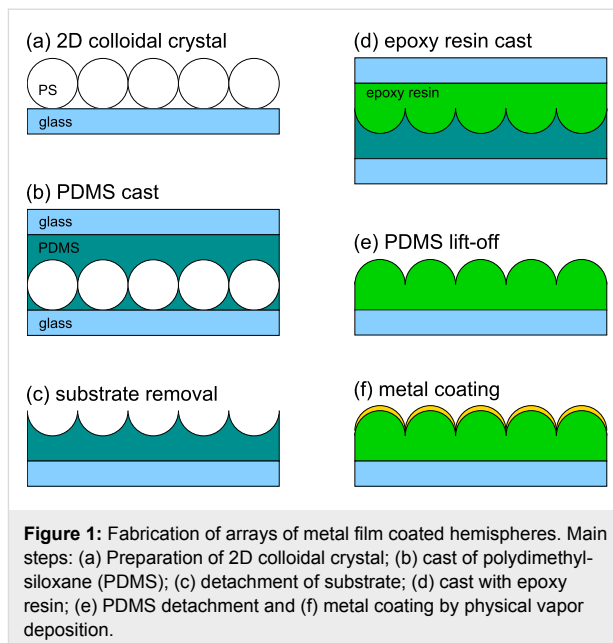 (a) 2D colloidal crystal
PS
glass
(b) PDMS cast
glass
PDMS
glass
(c) substrate removal
(d) epoxy resin cast
epoxy resin
(e) PDMS lift-off
(f) metal coating
Figure 1: Fabrication of arrays of metal film coated hemispheres. Main
steps: (a) Preparation of 2D colloidal crystal; (b) cast of polydimethyl-
siloxane (PDMS); (c) detachment of substrate; (d) cast with epoxy
resin; (e) PDMS detachment and (f) metal coating by physical vapor
deposition.